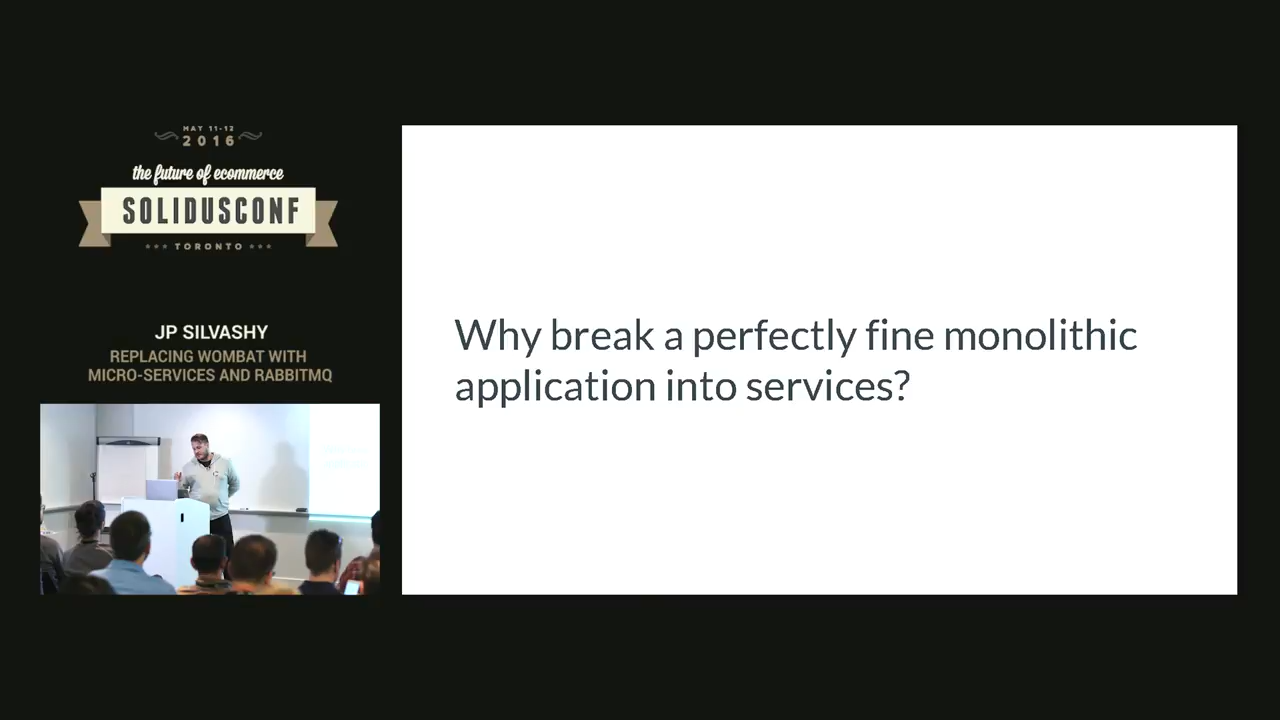 MAY 11-12
2016
the future of ecommerce
SOLIDUSCONF
TORONTO
JP SILVASHY
REPLACING WOMBAT WITH
MICRO-SERVICES AND RABBITMQ
Why break a perfectly fine monolithic
application into services?